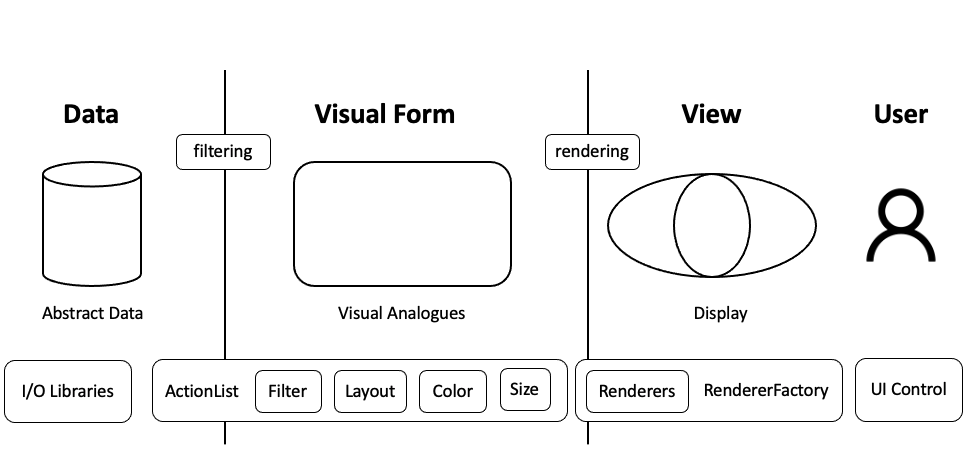 Data
Visual Form
View
User
filtering
rendering
Abstract Data
Visual Analogues
Display
I/O Libraries
ActionList
Filter
Layout
Color
Size
Renderers
RendererFactory
UI Control